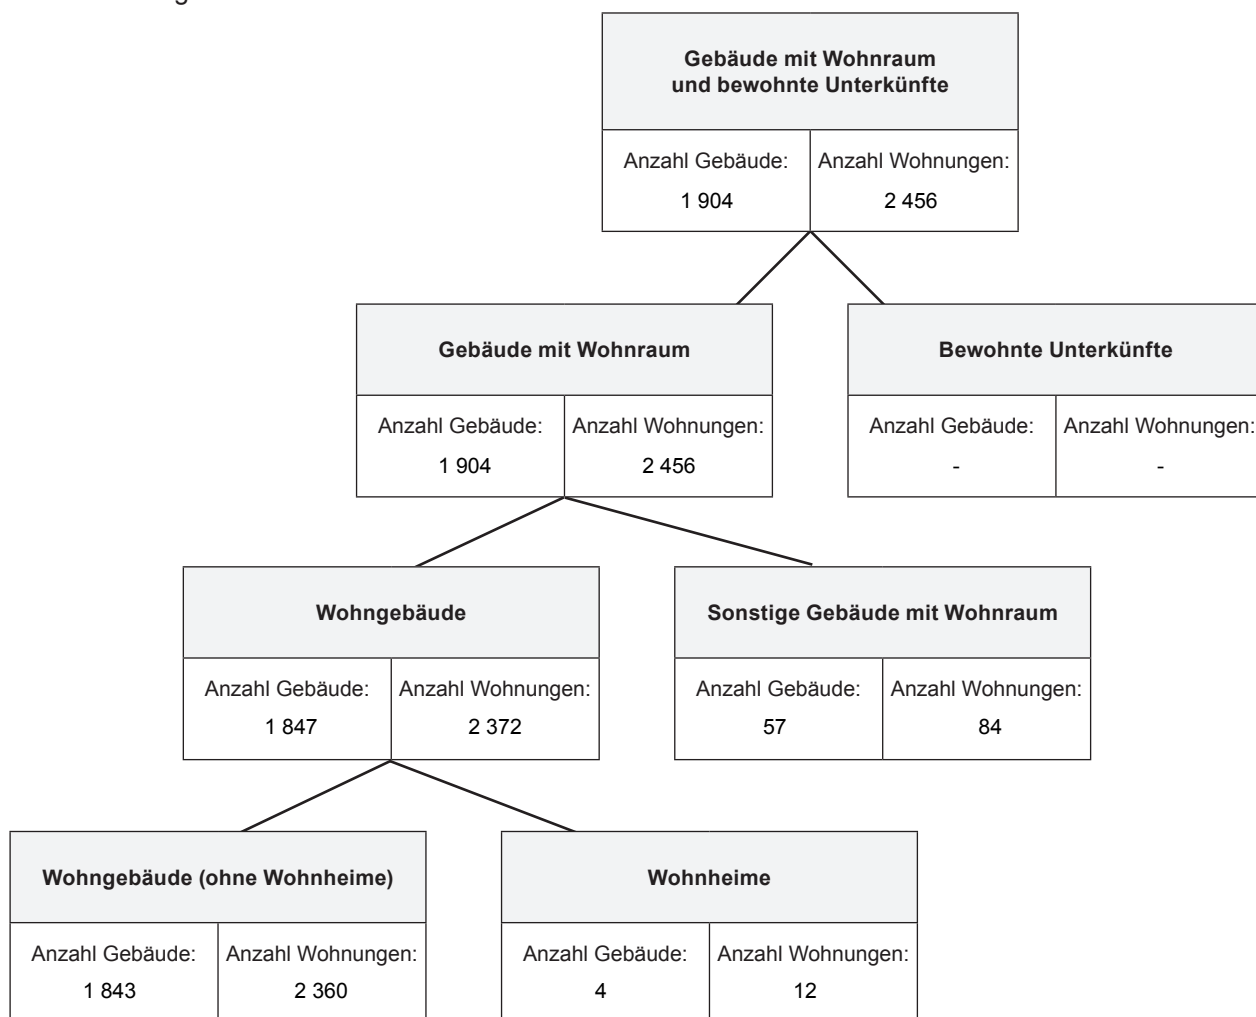 Gebäude mit Wohnraum
und bewohnte Unterkünfte
Anzahl Gebäude: Anzahl Wohnungen:
1 904 2 456
Gebäude mit Wohnraum Bewohnte Unterkünfte
Anzahl Gebäude: Anzahl Wohnungen: Anzahl Gebäude: Anzahl Wohnungen:
1 904 2 456 - -
Wohngebäude Sonstige Gebäude mit Wohnraum
Anzahl Gebäude: Anzahl Wohnungen: Anzahl Gebäude: Anzahl Wohnungen:
1 847 2 372 57 84
Wohngebäude (ohne Wohnheime) Wohnheime
Anzahl Gebäude: Anzahl Wohnungen: Anzahl Gebäude: Anzahl Wohnungen:
1 843 2 360 4 12